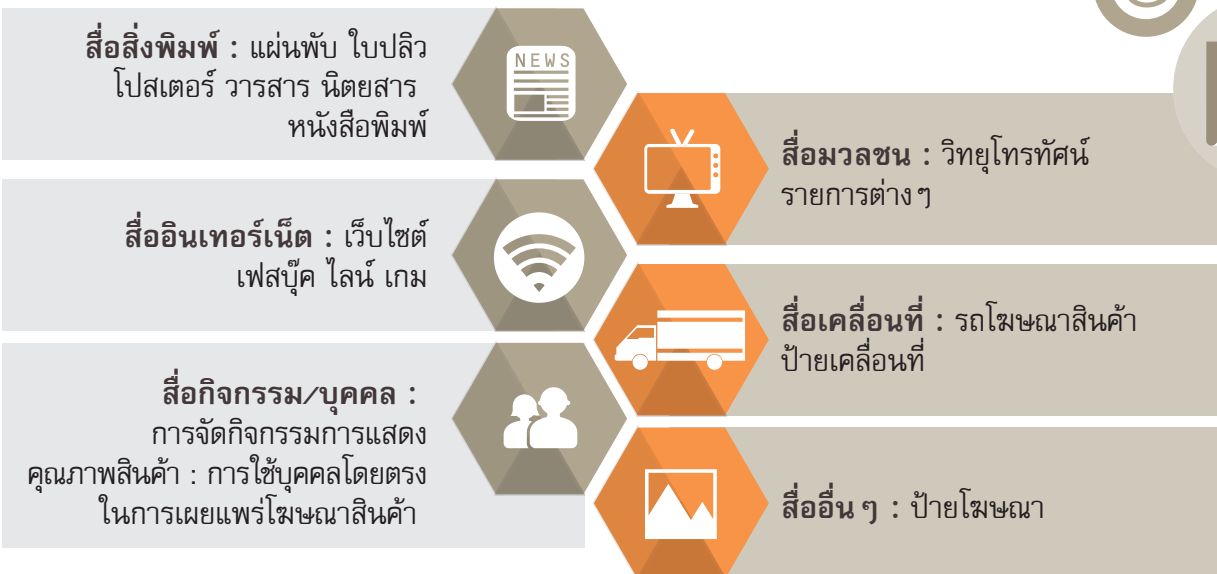 สื่อสิ่งพิมพ์ : แผ่นพับ ใบปลิว
โปสเตอร์ วารสาร นิตยสาร
หนังสือพิมพ์
NEWS
สื่อมวลชน : วิทยุโทรทัศน์
รายการต่างๆ
สื่ออินเทอร์เน็ต : เว็บไซต์
เฟสบุ๊ค ไลน์ เกม
สื่อเคลื่อนที่ : รถโฆษณาสินค้า
ป้ายเคลื่อนที่
สื่อกิจกรรม/บุคคล :
การจัดกิจกรรมการแสดง
คุณภาพสินค้า : การใช้บุคคลโดยตรง
ในการเผยแพร่โฆษณาสินค้า
สื่ออื่น ๆ : ป้ายโฆษณา